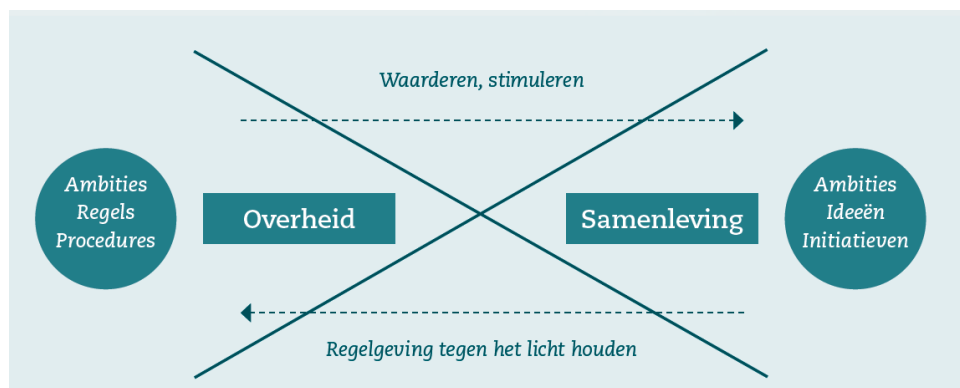 Waarderen, stimuleren
Ambities
Regels
Procedures
Overheid
Samenleving
Ambities
Ideeën
Initiatieven
Regelgeving tegen het licht houden